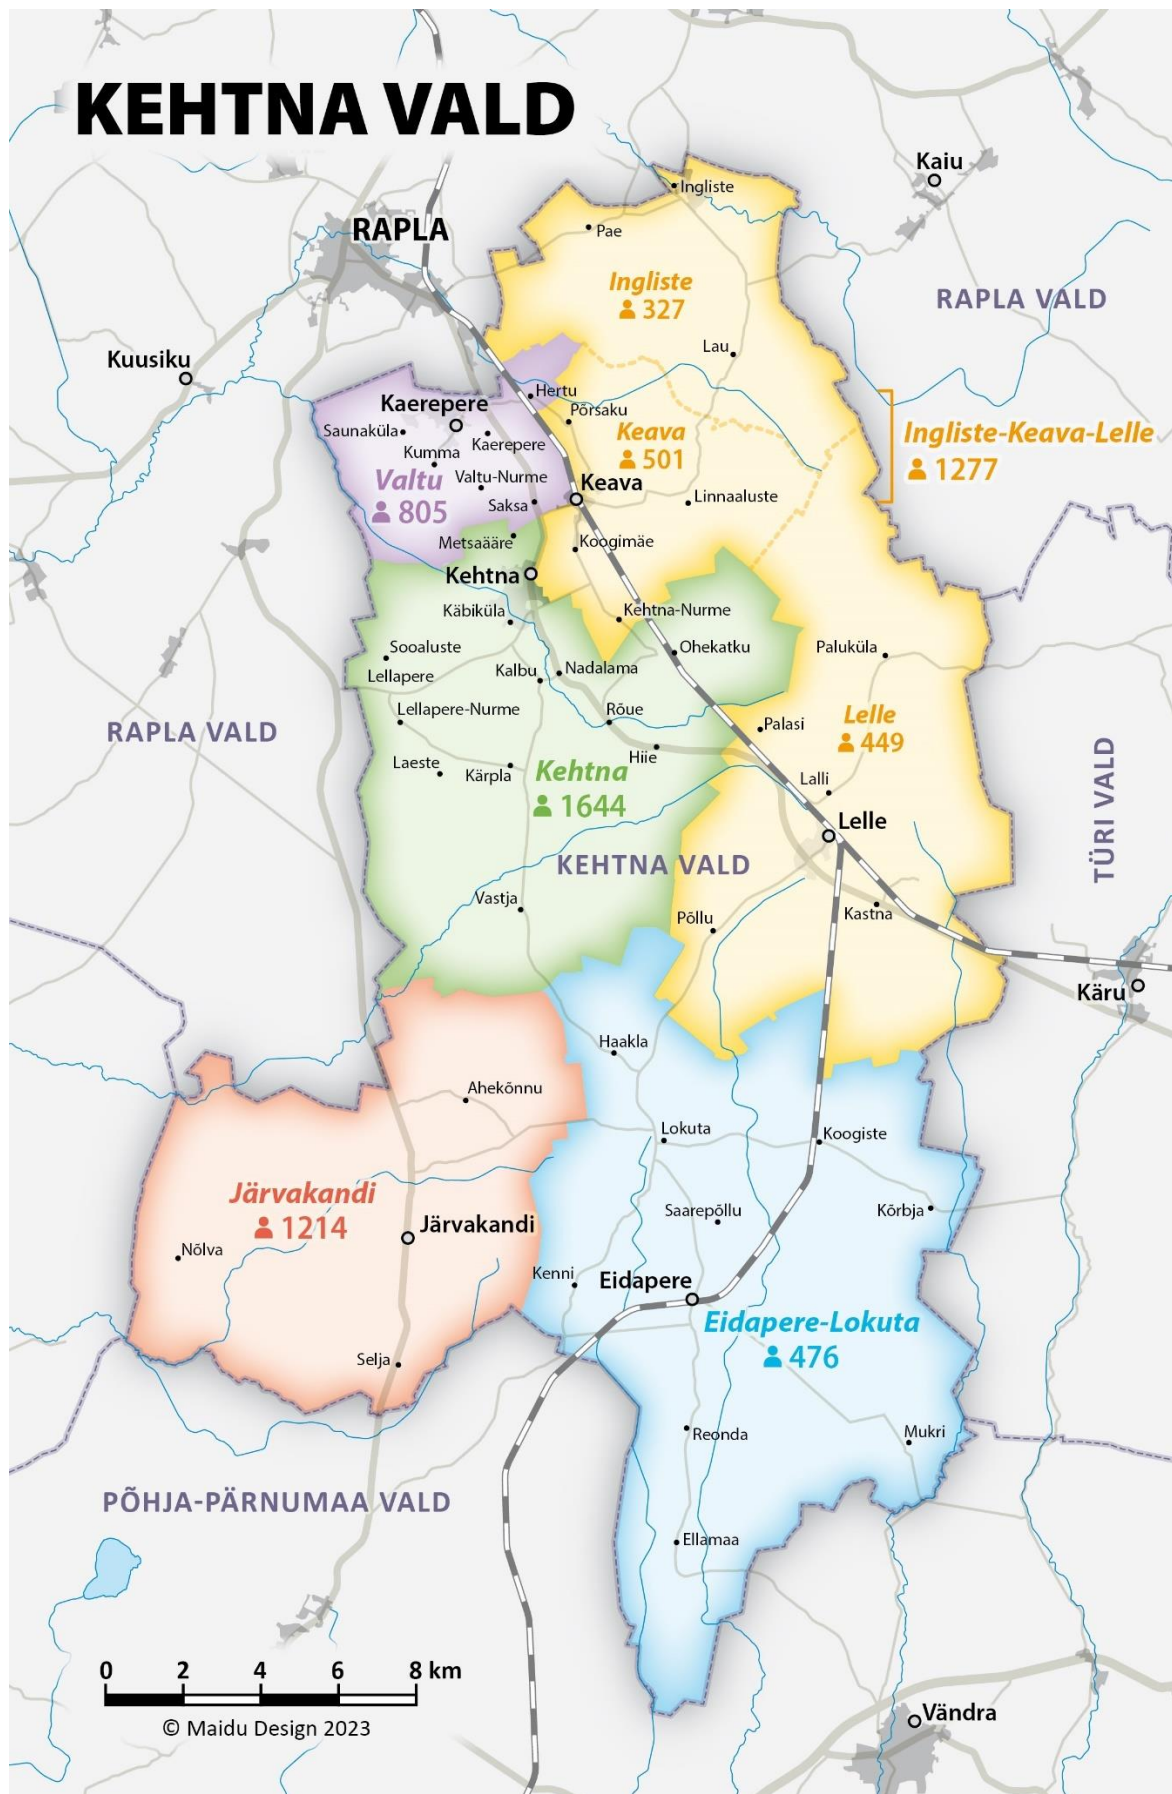 KEHTNA VALD
Kaiu
Ingliste
RAPLA
Pae
Ingliste
327
RAPLA VALD
Lau
Kuusiku
Hertu
Kaerepere
Põrsaku
Saunaküla
Kaerepere
Keava
501
Ingliste-Keava-Lelle
1277
Kumma
Valtu
805
Valtu-Nurme
Keava
Saksa
Linnaaluste
Metsaääre
Koogimäe
Kehtna
Käbiküla
Kehtna-Nurme
Sooaluste
Ohekatku
Paluküla
Lellapere
Kalbu
Nadalama
Lellapere-Nurme
Rõue
Lelle
449
RAPLA VALD
Palasi
Laeste
Kärpla
Hiie
Kehtna
1644
Lalli
TÜRI VALD
Lelle
KEHTNA VALD
Vastja
Põllu
Kastna
Käru
Haakla
Ahekõnnu
Lokuta
Koogiste
Järvakandi
1214
Järvakandi
Saarepõllu
Kõrbja
Nõlva
Kenni
Eidapere
Eidapere-Lokuta
476
Selja
Reonda
Mukri
PÕHJA-PÄRNUMAA VALD
Ellamaa
0 2 4 6 8 km
© Maidu Design 2023
Vändra